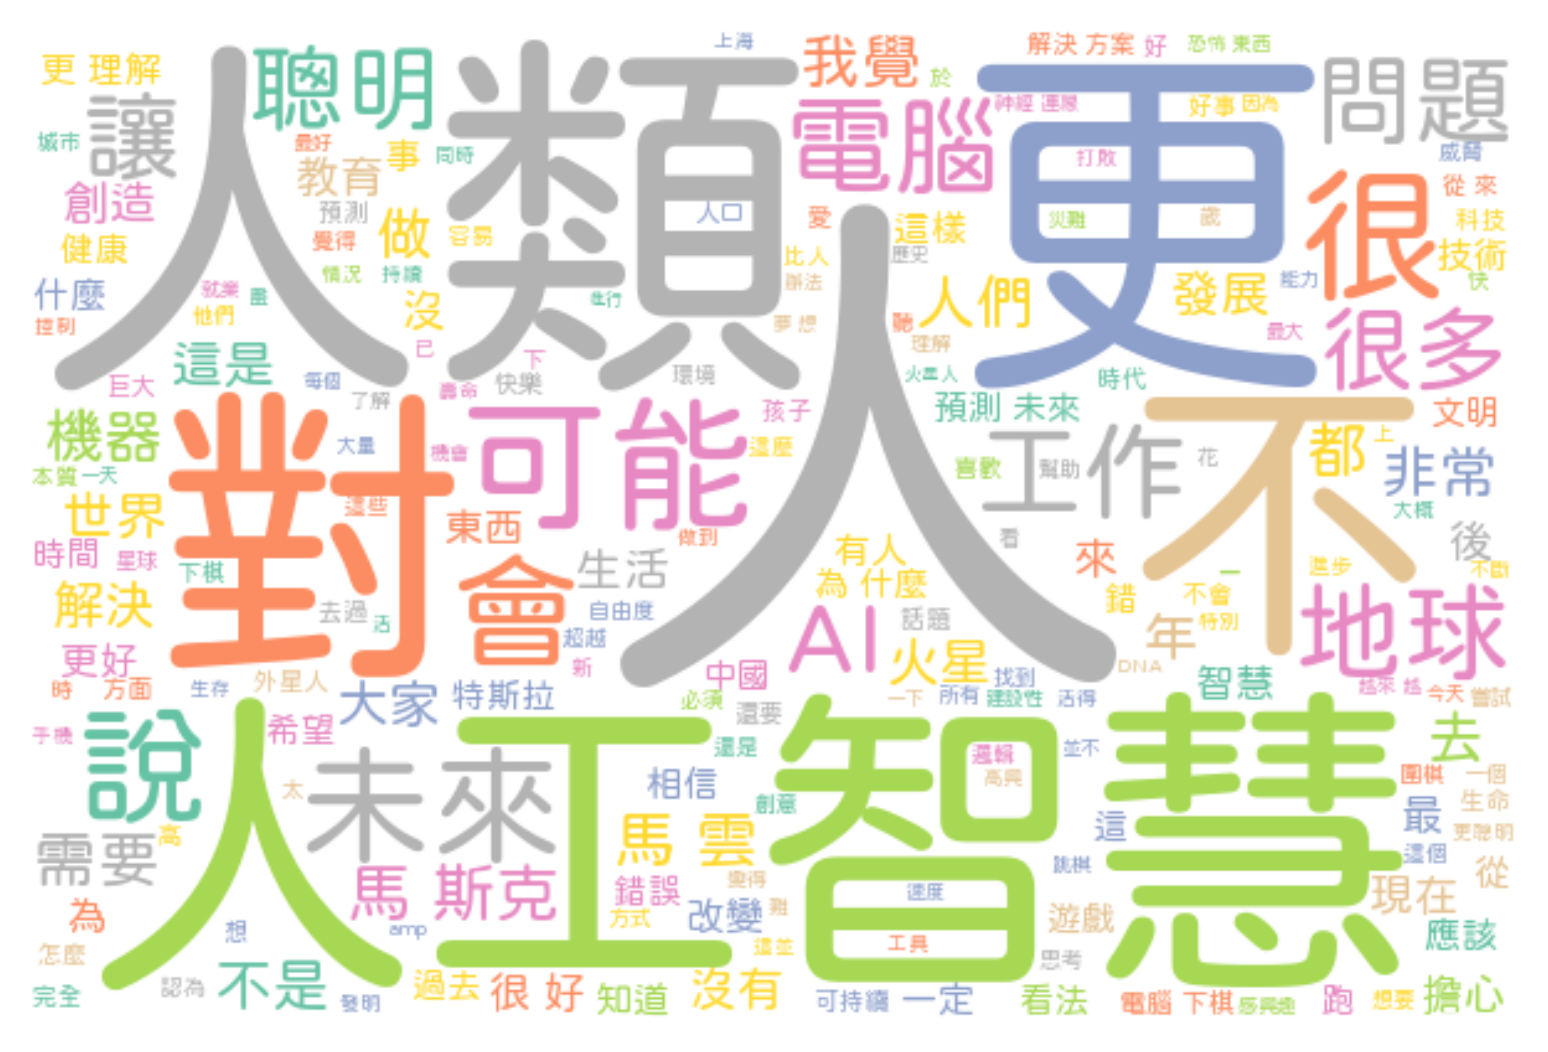 更 理解
聰明
上海
我覺
解決 方案
好
恐怖 東西
人類
讓
城市
最好
教育
事
同時
於
電腦
神經 連線
好事
因為
問題
威脅
更
打敗
創造
預測
做
容易
人口
愛
這樣
災難
歲
很
從 來
科技
健康
覺得
情況
持續
比人
歷史
技術
什麼
就業
盡
他們
沒
進行
辦法
人們
發展
能力
快
控制
這是
已
夢想
聽
理解
最大
很多
巨大
每個
了解
壽命
下
快樂
環境
火星人
時代
人
機器
對
大量
機會
可能
孩子
這麼
預測 未來
工作
喜歡
幫助
花
不
都
上
文明
非常
本質
一天
世界
這些
東西
做到
看
大概
後
時間
星球
下棋
會
生活
有人
為 什麼
來
一
進步
不斷
解決
去過
活
自由度
超越
AI
話題
錯
不會
特別
年
地球
更好
新
火星
DNA
時
方面
生存
外星人
大家
特斯拉
中國
必須
還要
一下
所有
找到
建設性
活得
智慧
越來 越
今天
嘗試
手機
說
希望
還是
並不
去
人工智慧
太
未來
相信
創意
邏輯
高興
圍棋
一個
生命
需要
高
馬 雲
這
最
更聰明
馬 斯克
錯誤
變得
跳棋
這個
從
為
想
amp
方式
改變
難
速度
遊戲
現在
怎麼
這並
工具
思考
應該
完全
認為
不是
發明
過去
很 好
知道
沒有
可持續
一定
看法
電腦 下棋
感興趣
跑
想要
擔心